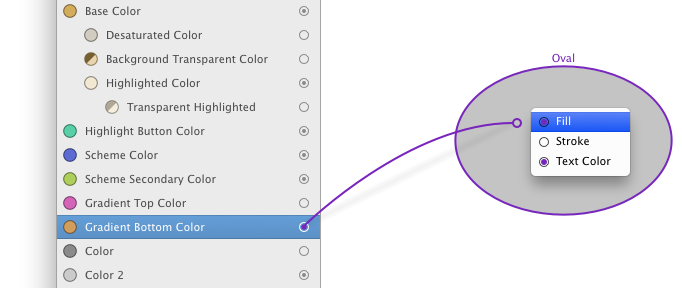 Base Color
Desaturated Color
Background Transparent Color
Highlighted Color
Transparent Highlighted
Highlight Button Color
Scheme Color
Scheme Secondary Color
Gradient Top Color
Gradient Bottom Color
Color
Color 2
Oval
Fill
Stroke
Text Color